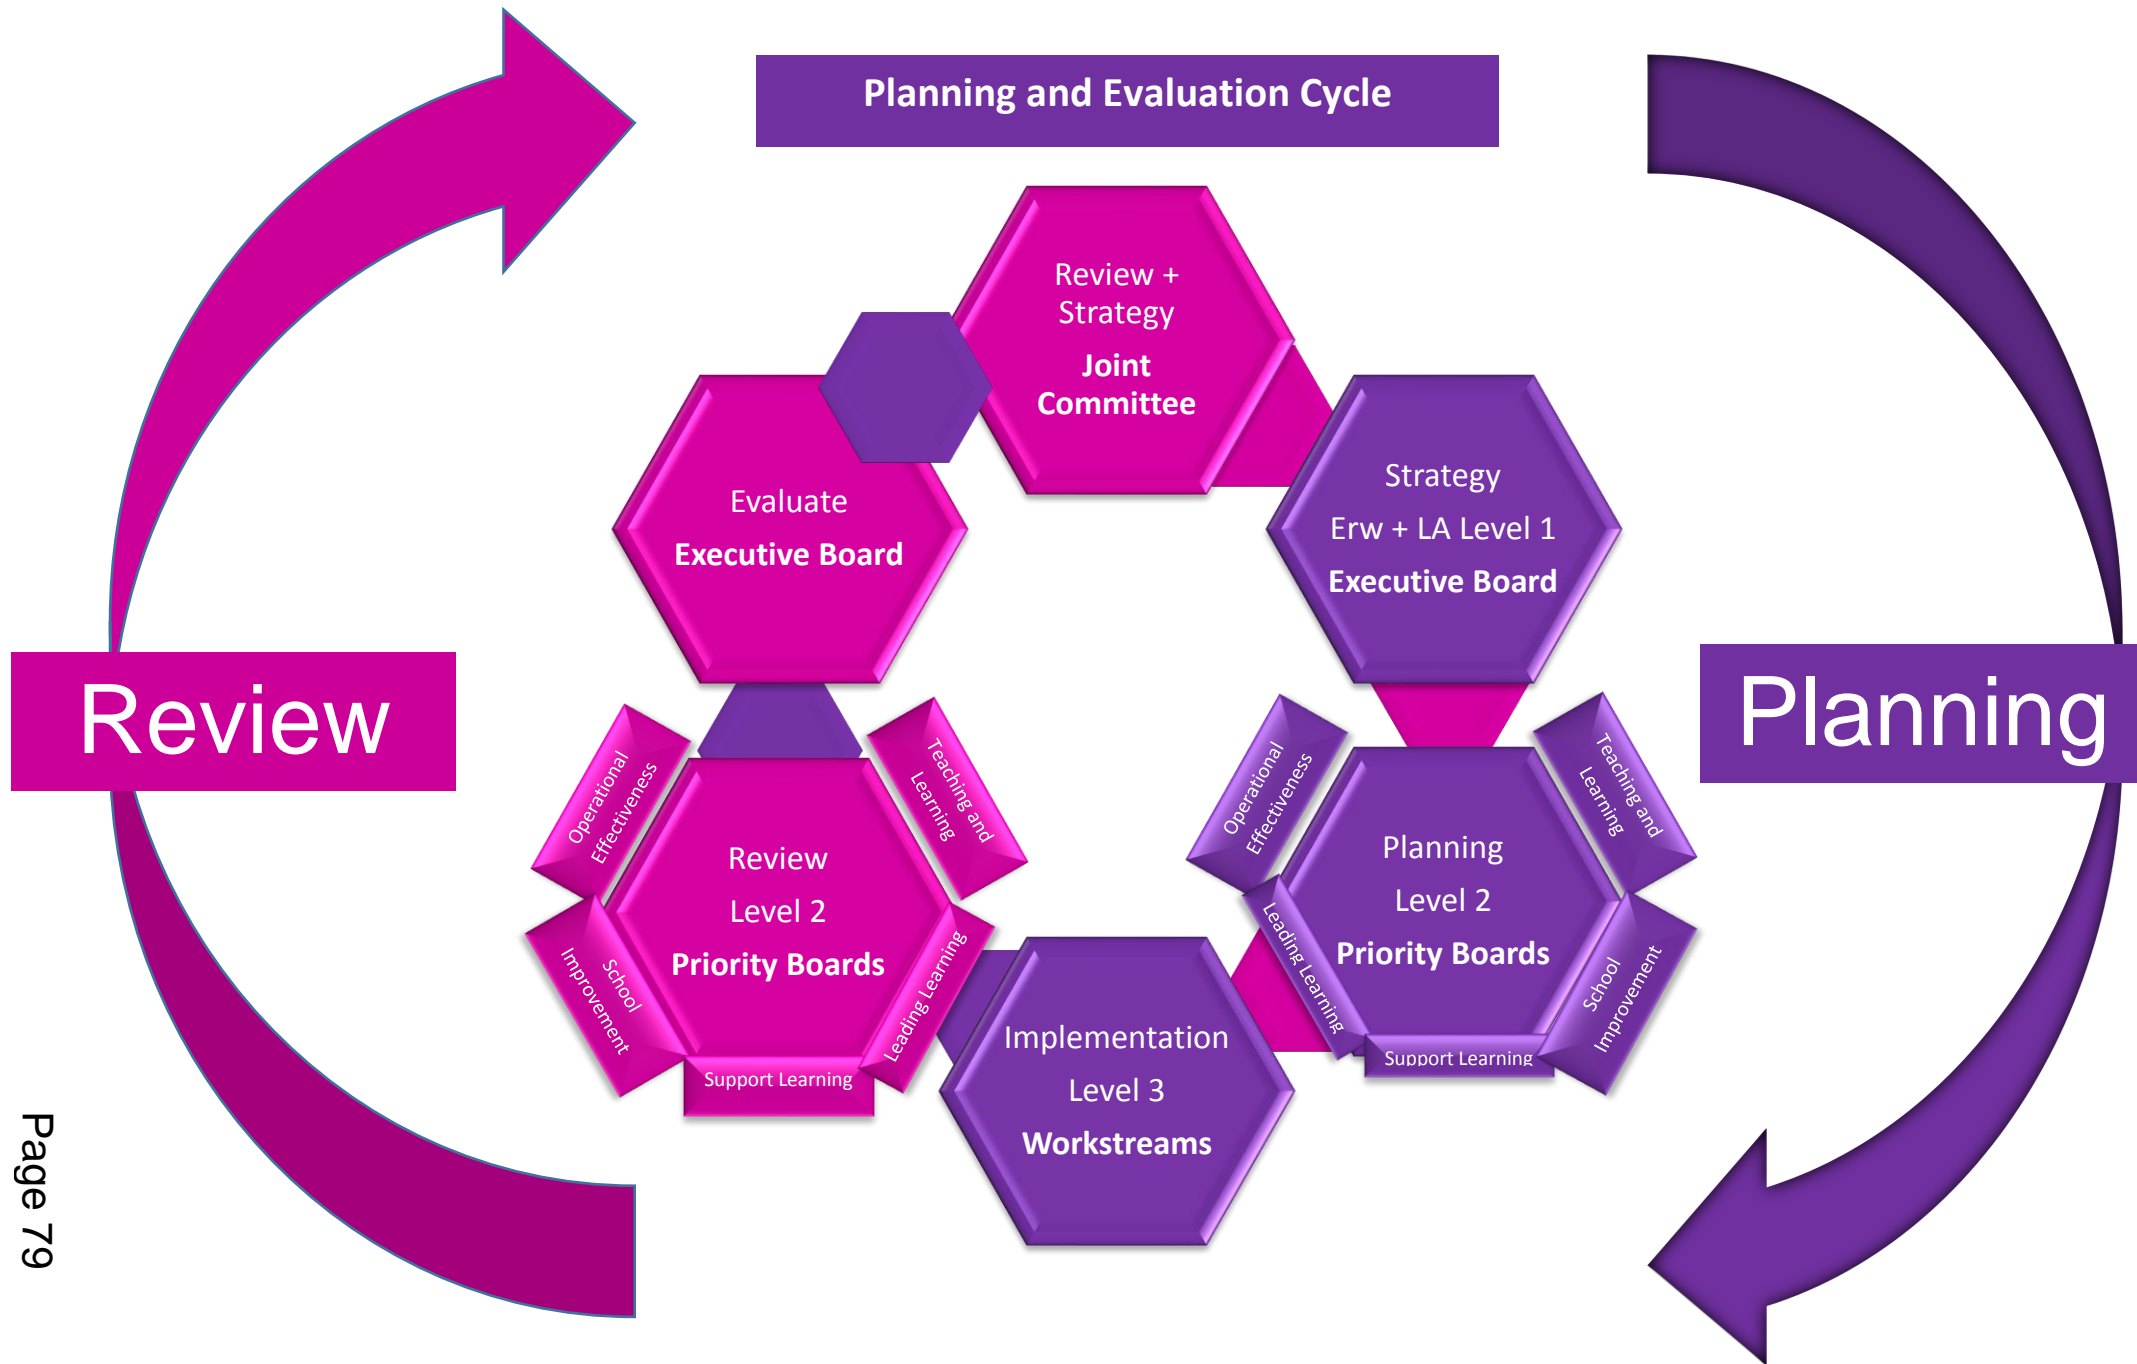 Planning and Evaluation Cycle
Review +
Strategy
Joint
Committee
Strategy
Erw + LA Level 1
Executive Board
Evaluate
Executive Board
Review
Planning
Operational
Effectiveness
Teaching and
Learning
Review
Level 2
Priority Boards
School
Improvement
Support Learning
Leading Learning
Operational
Effectiveness
Teaching and
Learning
Planning
Level 2
Priority Boards
Leading Learning
Support Learning
School
Improvement
Implementation
Level 3
Workstreams
Page 79